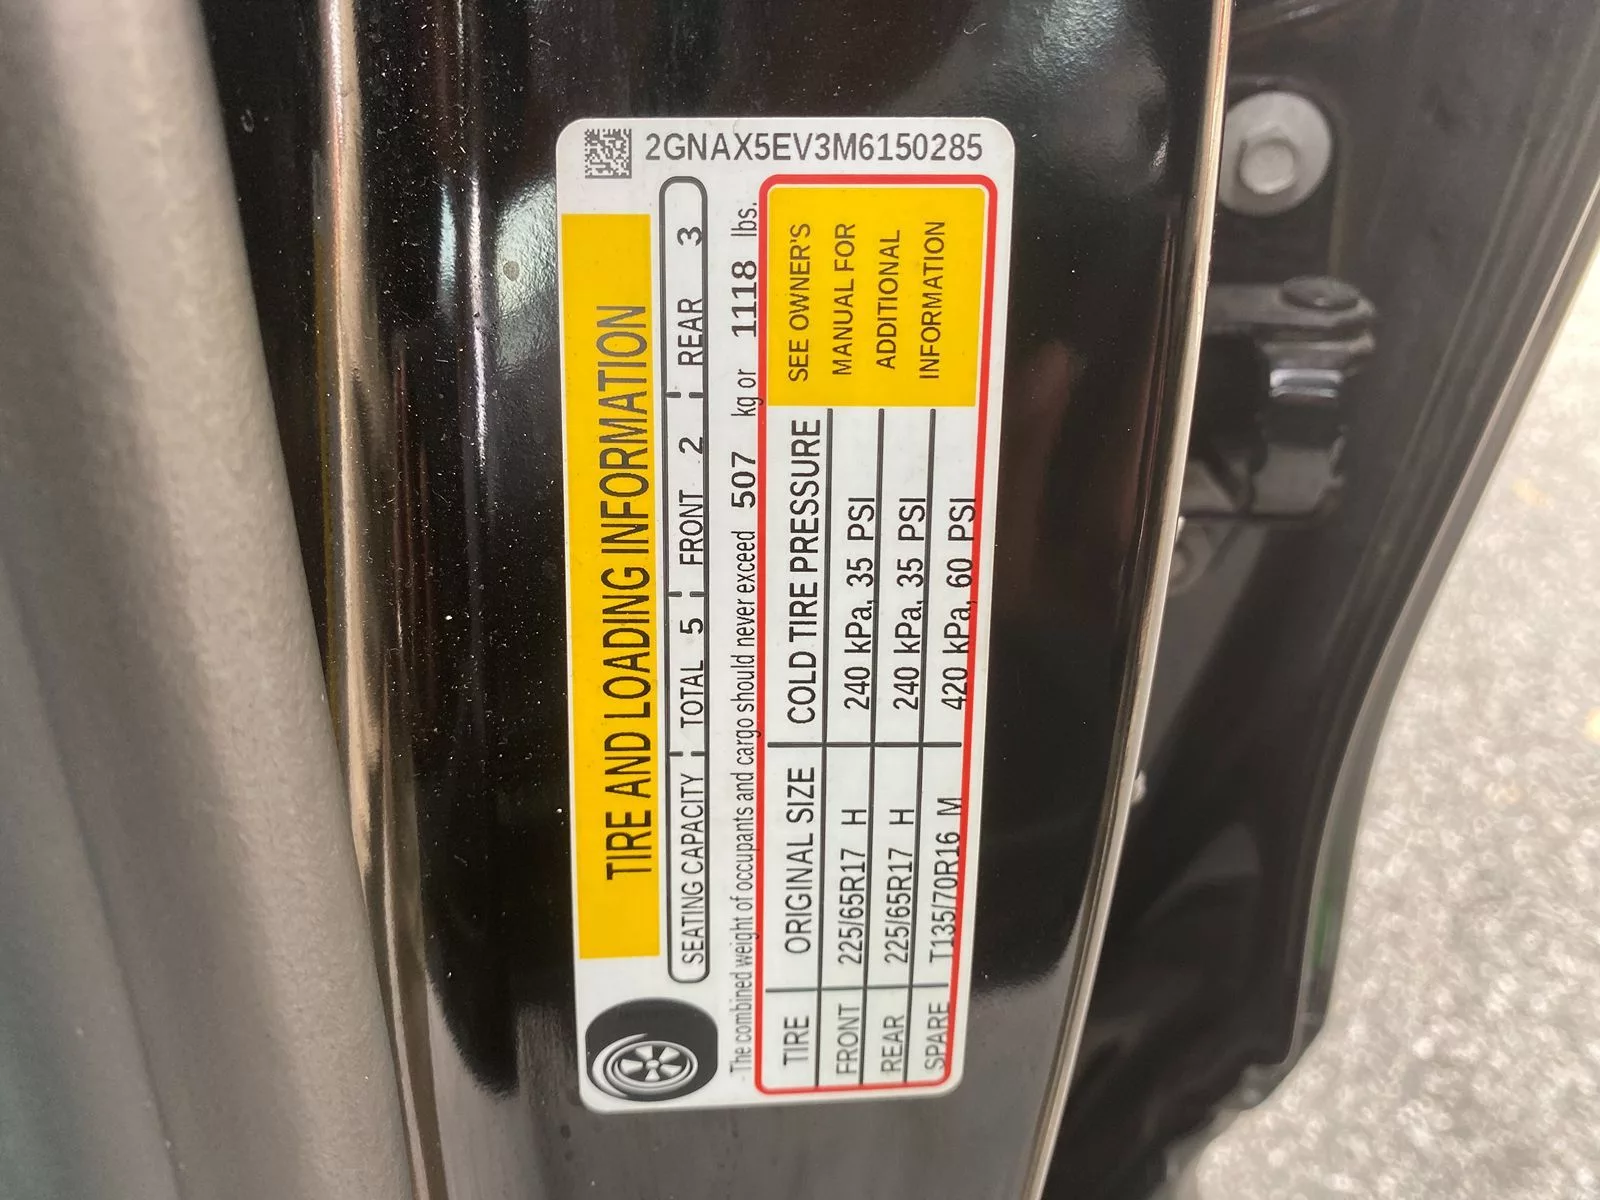 2GNAX5EV3M6150285
TIRE AND LOADING INFORMATION
SEATING CAPACITY TOTAL 5 FRONT 2 REAR 3
The combined weight of occupants and cargo should never exceed 507 kg or 1118 lbs.
TIRE ORIGINAL SIZE COLD TIRE PRESSURE
FRONT 225/65R17 H 240 kPa, 35 PSI
REAR 225/65R17 H 240 kPa, 35 PSI
SPARE T135/70R16 M 420 kPa, 60 PSI
SEE OWNER'S
MANUAL FOR
ADDITIONAL
INFORMATION